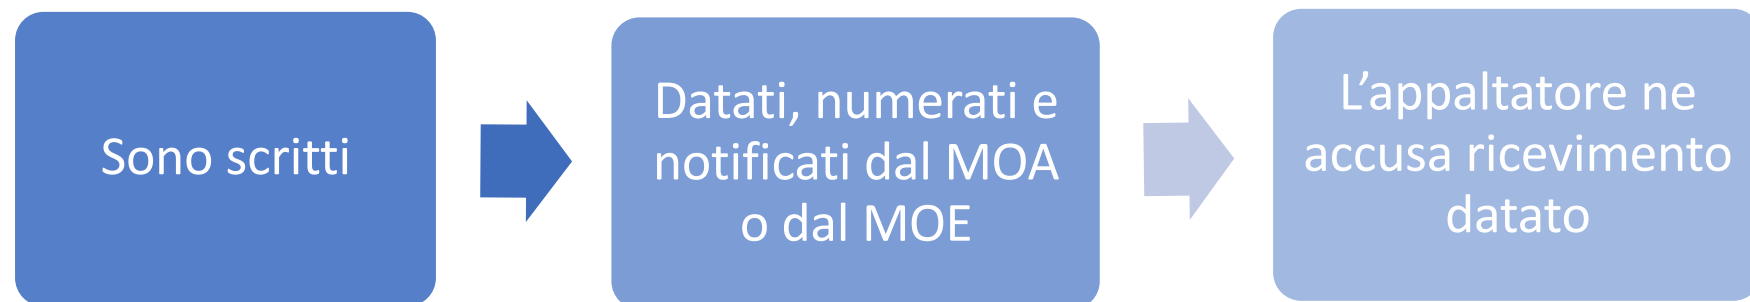 Sono scritti
Datati, numerati e
notificati dal MOA
o dal MOE
L’appaltatore ne
accusa ricevimento
datato